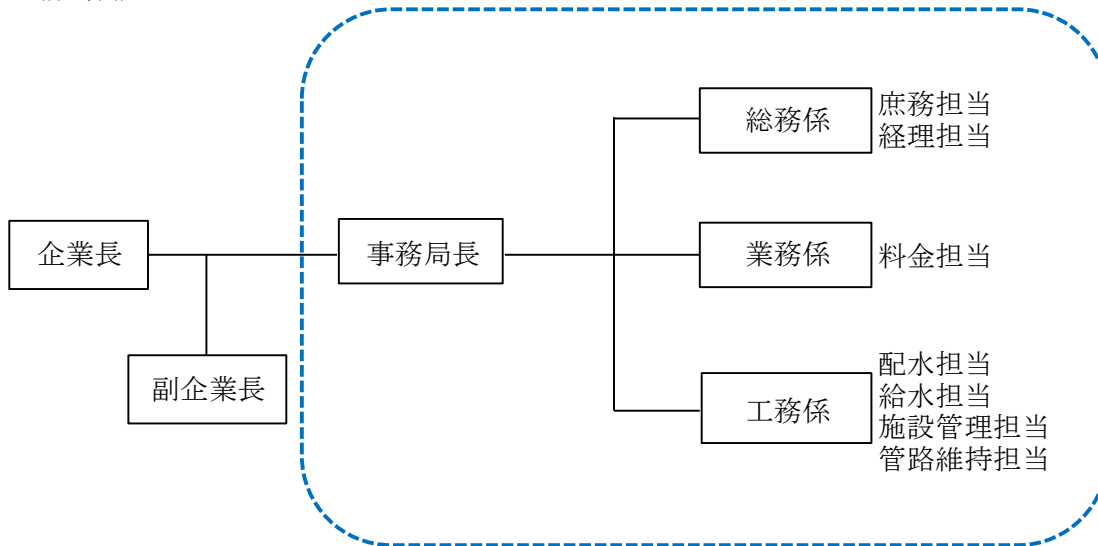 企業長
副企業長
事務局長
総務係
庶務担当
経理担当
業務係
料金担当
工務係
配水担当
給水担当
施設管理担当
管路維持担当